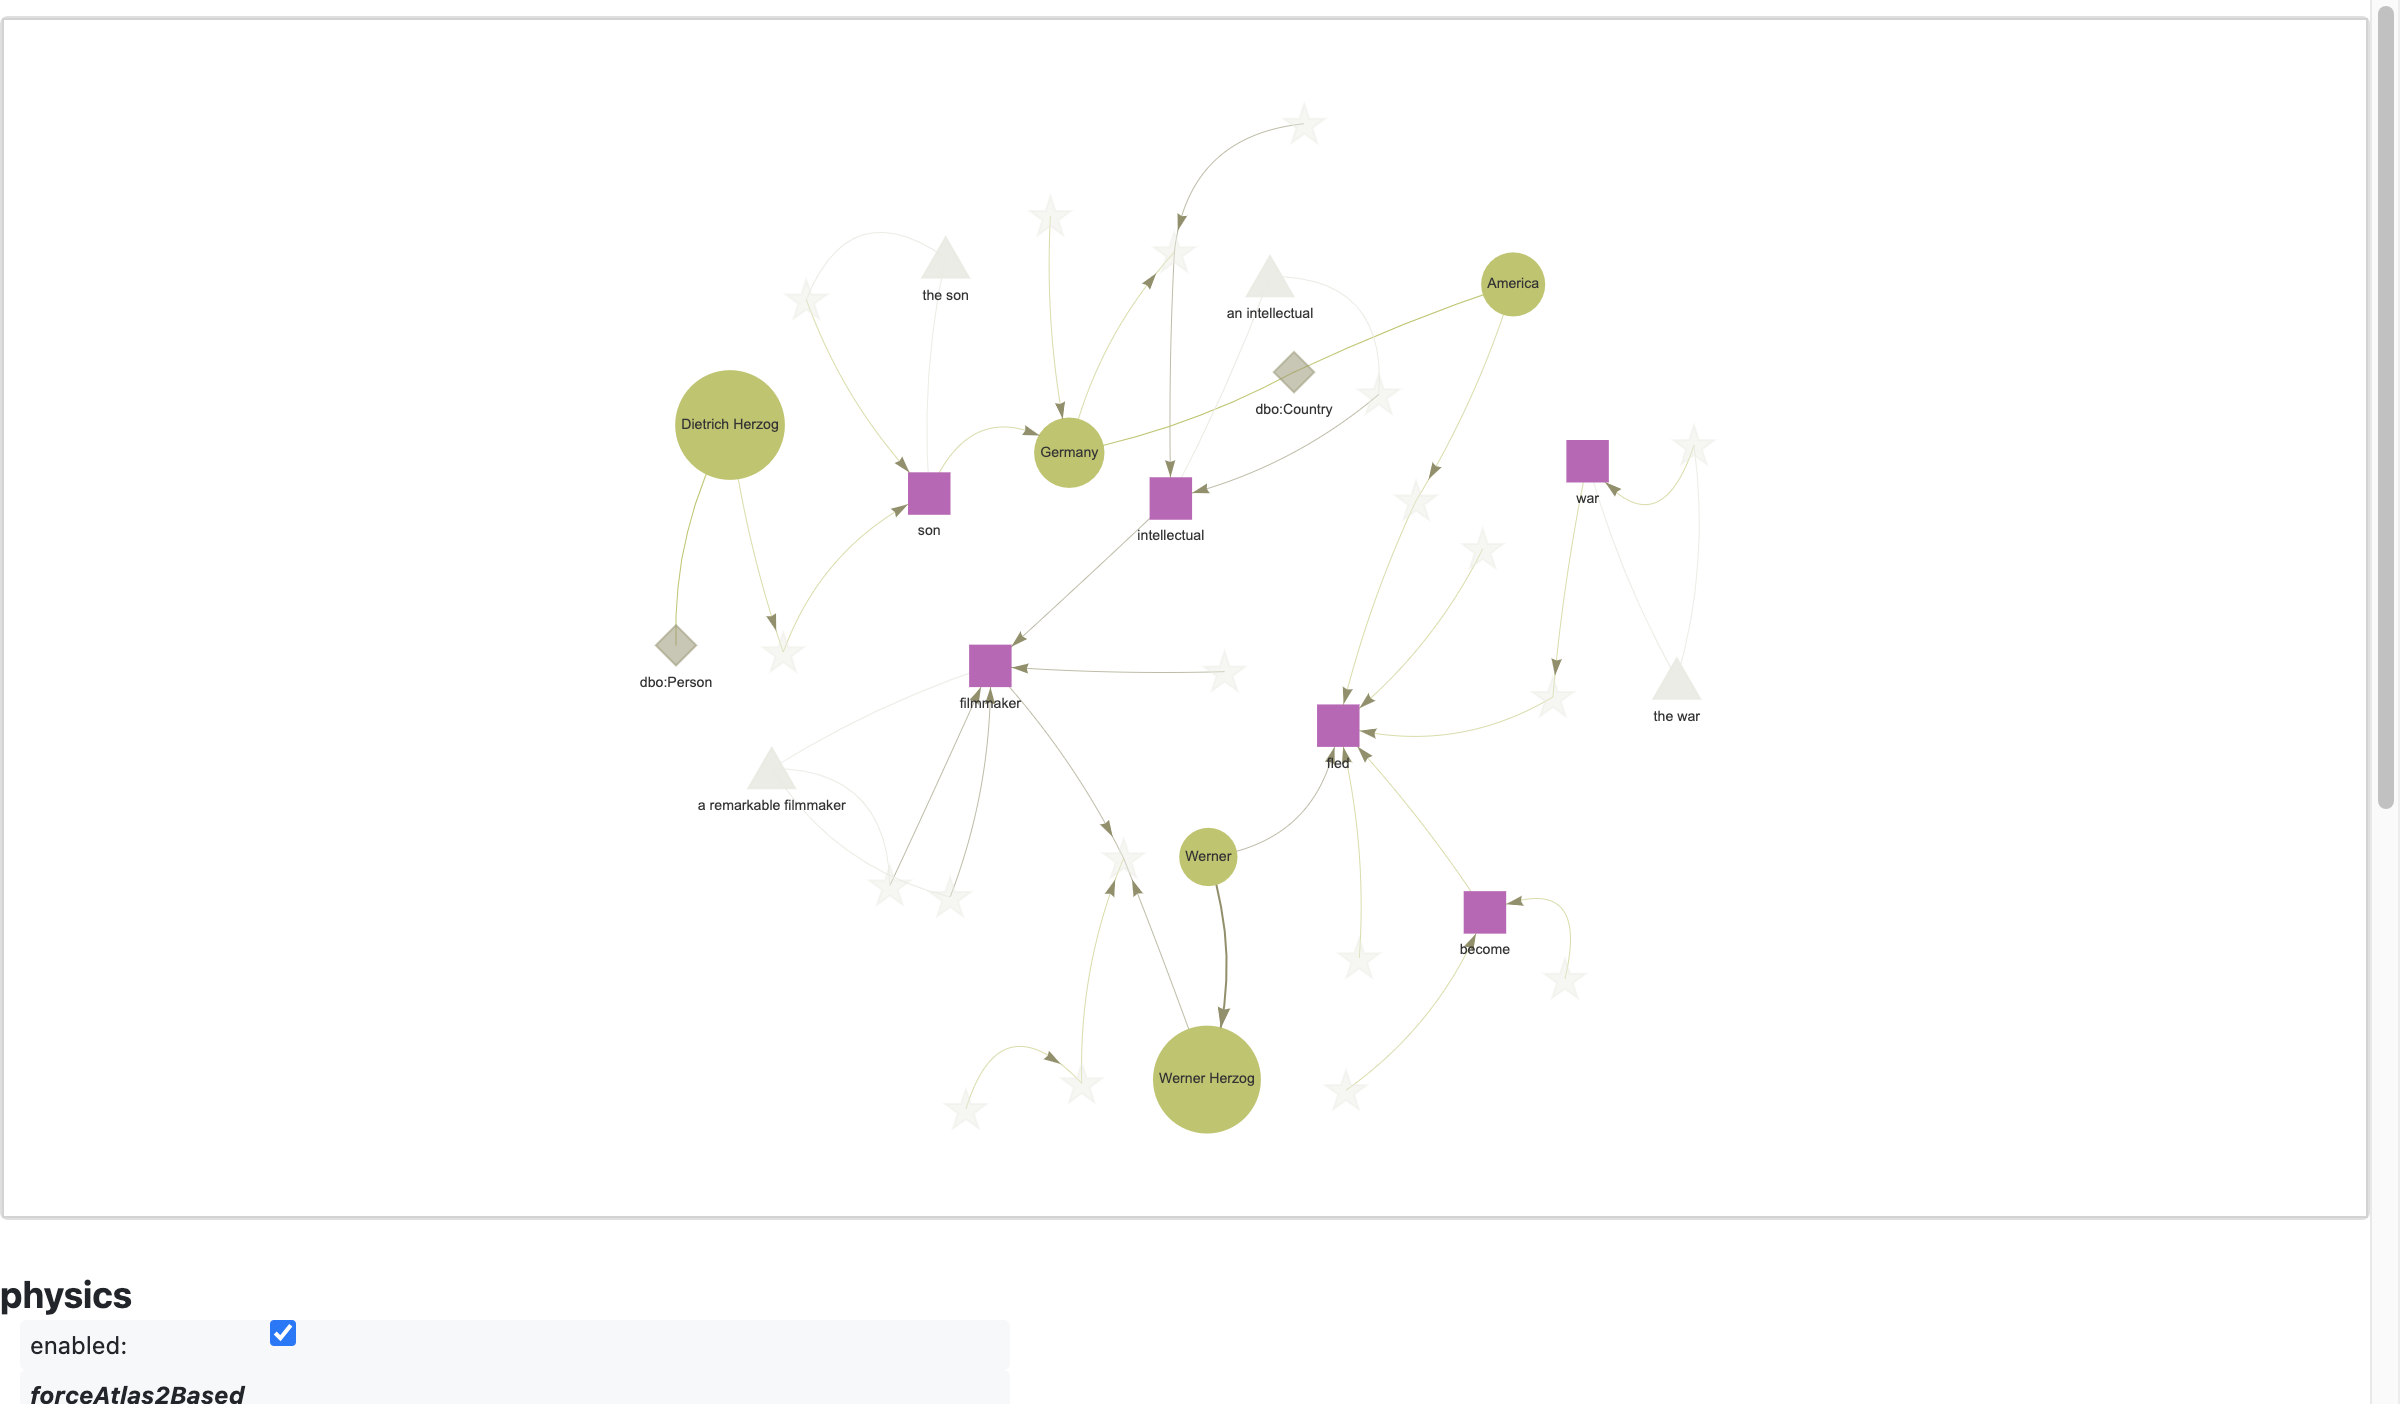 the son
America
an intellectual
dbo:Country
Dietrich Herzog
Germany
war
son
intellectual
dbo:Person
filmmaker
the war
fled
a remarkable filmmaker
Werner
become
Werner Herzog
physics
enabled:
forceAtlas2Based